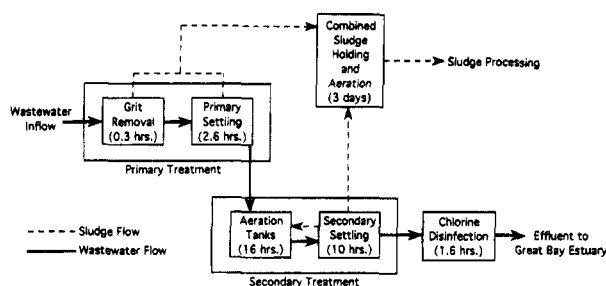 Combined
Sludge
Holding
and
Aeration
(3 days)
Sludge Processing
Wastewater
Inflow
Grit
Removal
(0.3 hrs.)
Primary
Settling
(2.6 hrs.)
Primary Treatment
Sludge Flow
Wastewater Flow
Aeration
Tanks
(16 hrs.)
Secondary
Settling
(10 hrs.)
Secondary Treatment
Chlorine
Disinfection
(1.6 hrs.)
Effluent to
Great Bay Estuary